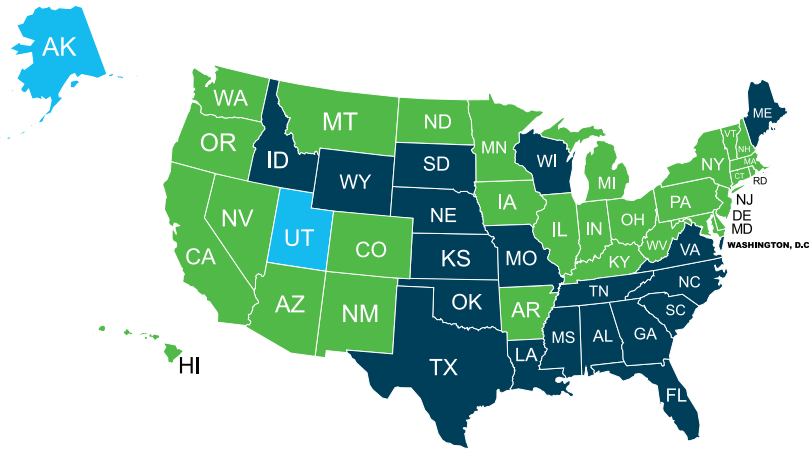 AK
WA
MT
ND
MN
ME
VT
NH
OR
ID
SD
WI
NY
MA
CT
RD
WY
MI
IA
PA
NJ
NE
NV
IL
IN
OH
DE
UT
CO
MD
CA
KS
MO
WV
VA
WASHINGTON, D.C
KY
NC
AZ
NM
OK
AR
TN
SC
MS
AL
GA
LA
TX
HI
FL